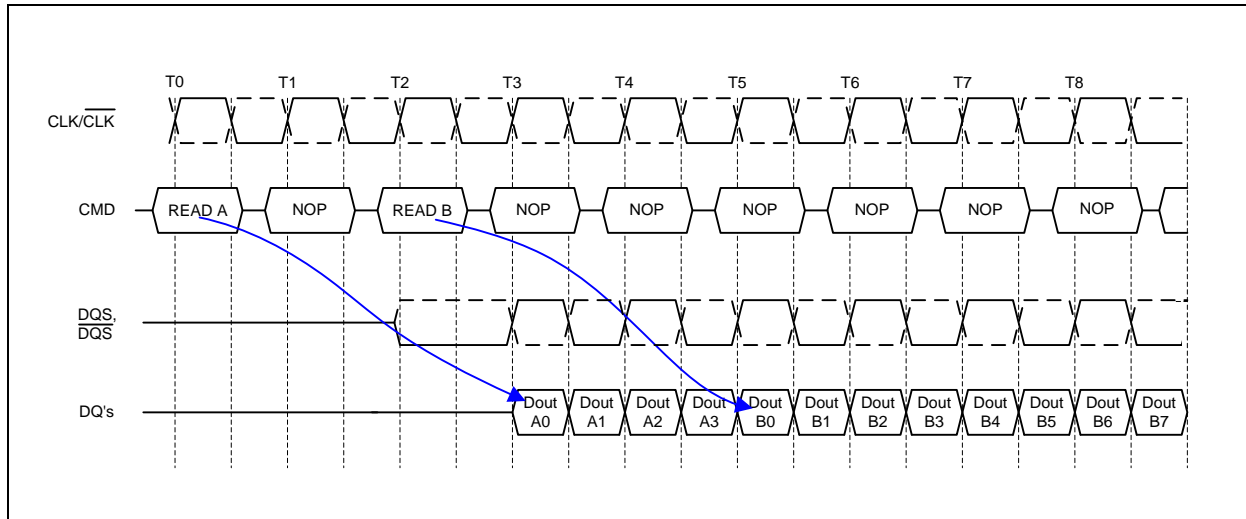 T0 T1 T2 T3 T4 T5 T6 T7 T8
CLK/CLK
CMD READ A NOP READ B NOP NOP NOP NOP NOP NOP
DQS,
DQS
DQ's
Dout Dout Dout Dout Dout Dout Dout Dout Dout Dout Dout Dout
A0 A1 A2 A3 B0 B1 B2 B3 B4 B5 B6 B7